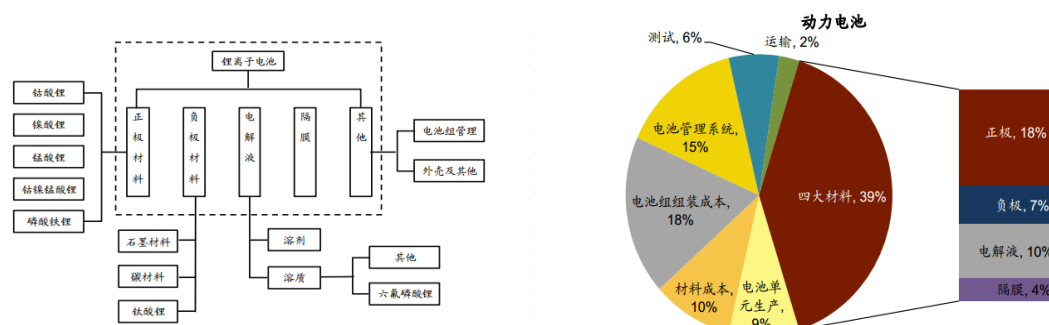 锂离子电池
钴酸锂
镍酸锂
锰酸锂
钴镍锰酸锂
磷酸铁锂
正极材料
负极材料
电解液
隔膜
其他
电池组管理
外壳及其他
石墨材料
碳材料
钛酸锂
溶剂
溶质
其他
六氟磷酸锂
动力电池
测试, 6%
运输, 2%
电池管理系统,
15%
电池组组装成本,
18%
材料成本,
10%
电池单
元生产,
9%
四大材料, 39%
正极, 18%
负极, 7%
电解液, 10%
隔膜, 4%